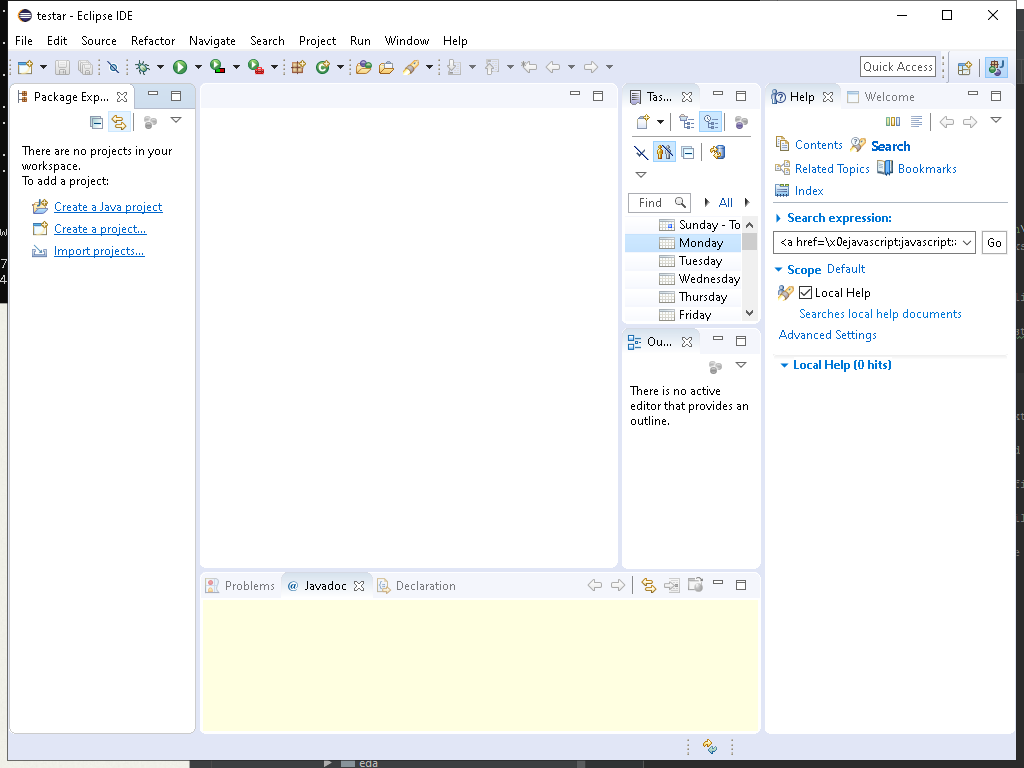 testar - Eclipse IDE
File Edit Source Refactor Navigate Search Project Run Window Help
Quick Access
Package Exp...
There are no projects in your
workspace.
To add a project:
Create a Java project
Create a project...
Import projects...
Tas...
Find
All
Sunday - To
Monday
Tuesday
Wednesday
Thursday
Friday
Ou...
There is no active
editor that provides an
outline.
Help Welcome
Contents Search
Related Topics Bookmarks
Index
Search expression:
<a href=\x0ejavascript:javascript:
Go
Scope Default
Local Help
Searches local help documents
Advanced Settings
Local Help (0 hits)
Problems @ Javadoc Declaration
eda